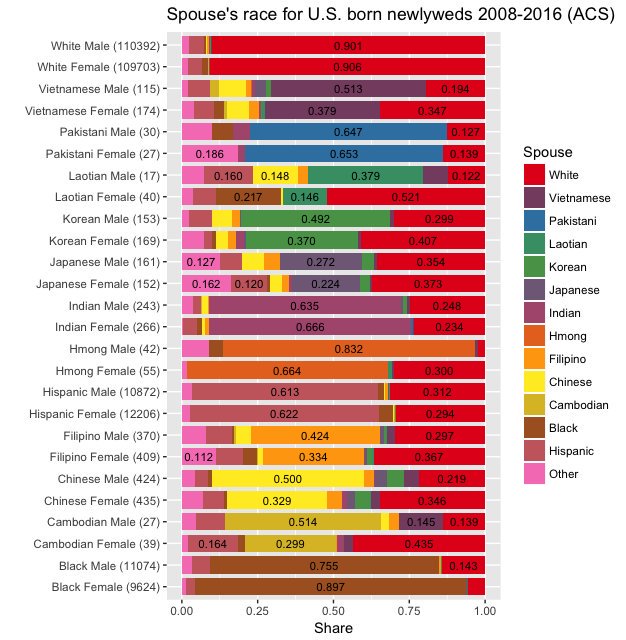 Spouse's race for U.S. born newlyweds 2008-2016 (ACS)
White Male (110392) 0.901
White Female (109703) 0.906
Vietnamese Male (115) 0.513 0.194
Vietnamese Female (174) 0.379 0.347
Pakistani Male (30) 0.647 0.127
Pakistani Female (27) 0.186 0.653 0.139
Laotian Male (17) 0.160 0.148 0.379 0.122
Laotian Female (40) 0.217 0.146 0.521
Korean Male (153) 0.492 0.299
Korean Female (169) 0.370 0.407
Japanese Male (161) 0.127 0.272 0.354
Japanese Female (152) 0.162 0.120 0.224 0.373
Indian Male (243) 0.635 0.248
Indian Female (266) 0.666 0.234
Hmong Male (42) 0.832
Hmong Female (55) 0.664 0.300
Hispanic Male (10872) 0.613 0.312
Hispanic Female (12206) 0.622 0.294
Filipino Male (370) 0.424 0.297
Filipino Female (409) 0.112 0.334 0.367
Chinese Male (424) 0.500 0.219
Chinese Female (435) 0.329 0.346
Cambodian Male (27) 0.514 0.145 0.139
Cambodian Female (39) 0.164 0.299 0.435
Black Male (11074) 0.755 0.143
Black Female (9624) 0.897
0.00 0.25 0.50 0.75 1.00
Share
Spouse
White
Vietnamese
Pakistani
Laotian
Korean
Japanese
Indian
Hmong
Filipino
Chinese
Cambodian
Black
Hispanic
Other